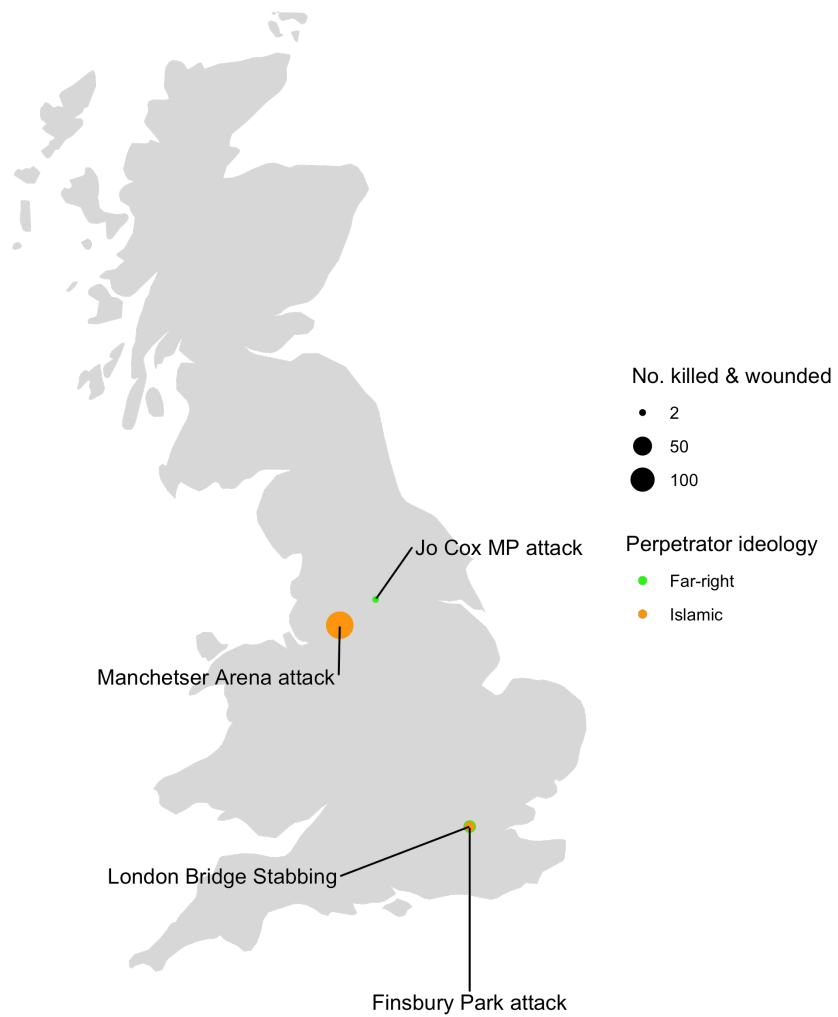 No. killed & wounded
2
50
100
Perpetrator ideology
Far-right
Islamic
Jo Cox MP attack
Manchetser Arena attack
London Bridge Stabbing
Finsbury Park attack